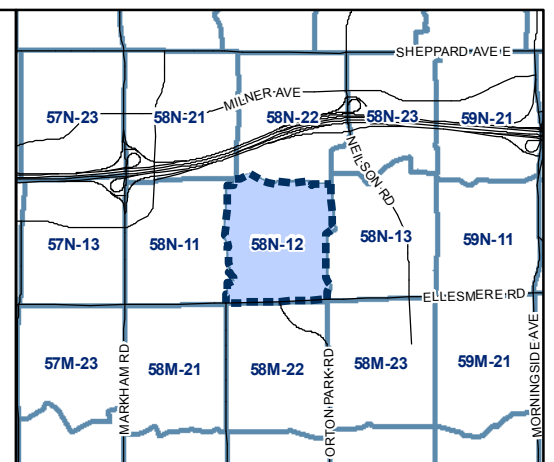 SHEPPARD AVE E
MILNER AVE
57N-23
58N-21
58N-22
58N-23
59N-21
NEILSON RD
57N-13
58N-11
58N-12
58N-13
59N-11
ELLESMERE RD
57M-23
58M-21
58M-22
58M-23
59M-21
MARKHAM RD
ORTON PARK RD
MORNINGSIDE AVE